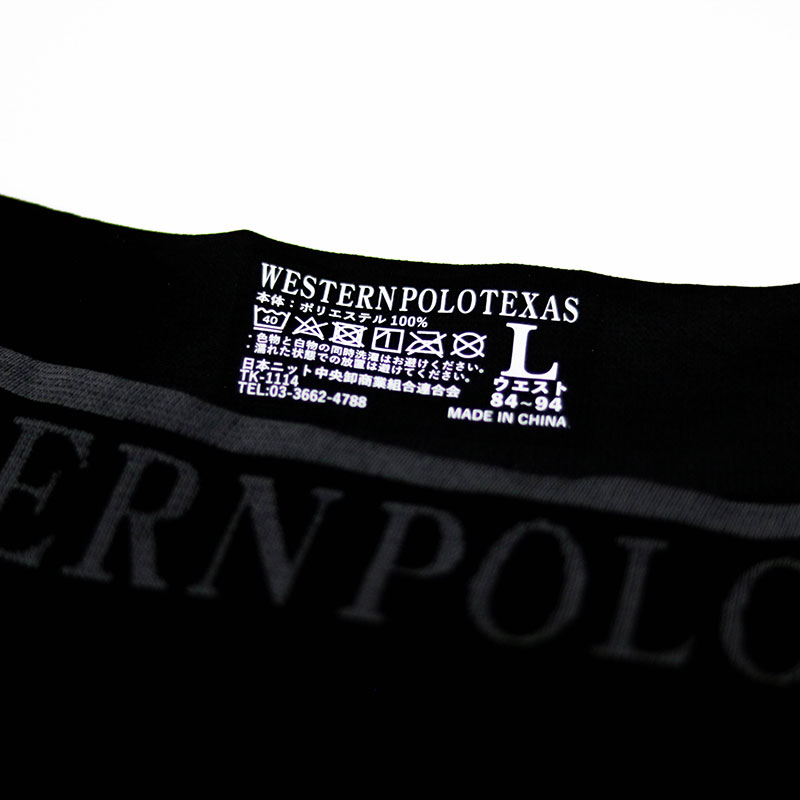 WESTERNPOLOTEXAS
本体：ポリエステル 100%
40
・色物と白物の同時洗濯はお避けください。
・濡れた状態での放置は避けてください。
日本ニット中央卸商業組合連合会
TK-1114
TEL:03-3662-4788
L
ウエスト
84~94
MADE IN CHINA
ERNPOLO